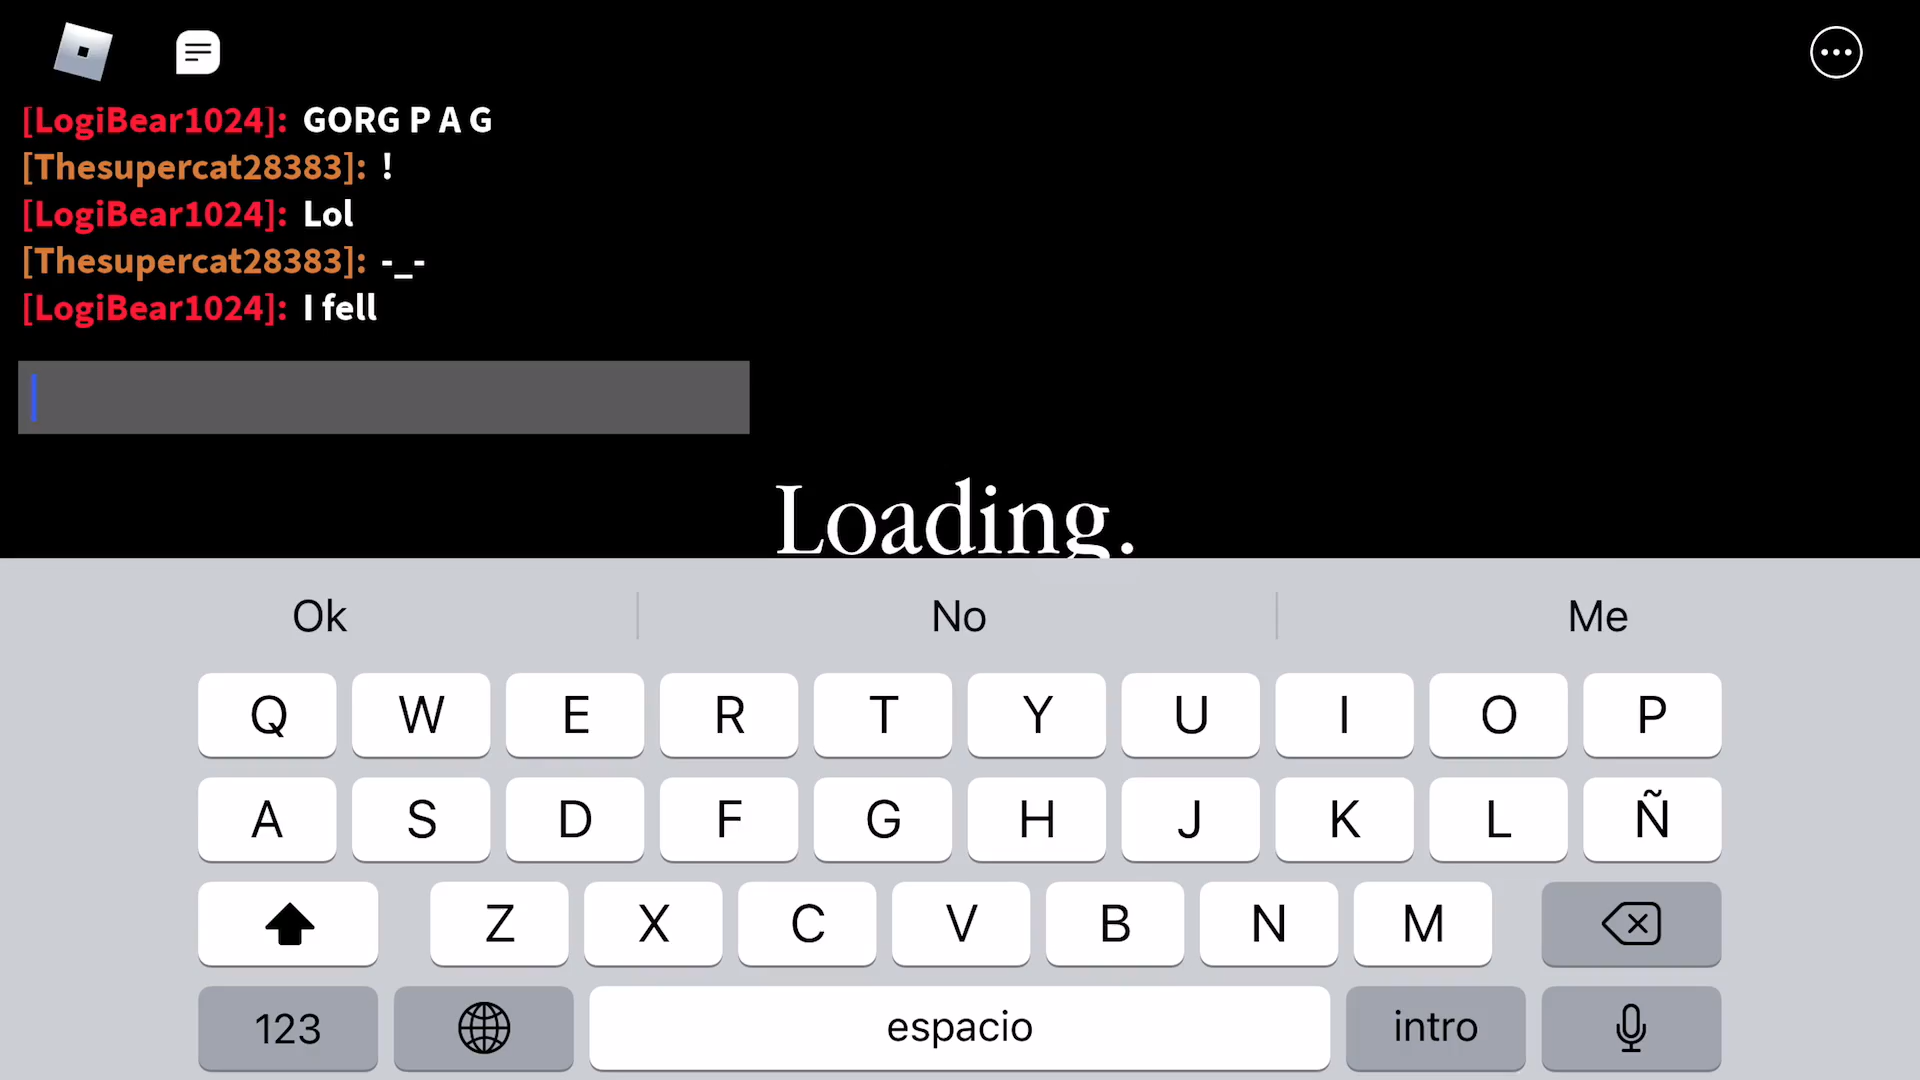 [LogiBear1024]: GORG P A G
[Thesupercat28383]: !
[LogiBear1024]: Lol
[Thesupercat28383]: -_-
[LogiBear1024]: I fell
Loading.
Ok No Me
Q W E R T Y U I O P
A S D F G H J K L Ñ
Z X C V B N M
123 espacio intro